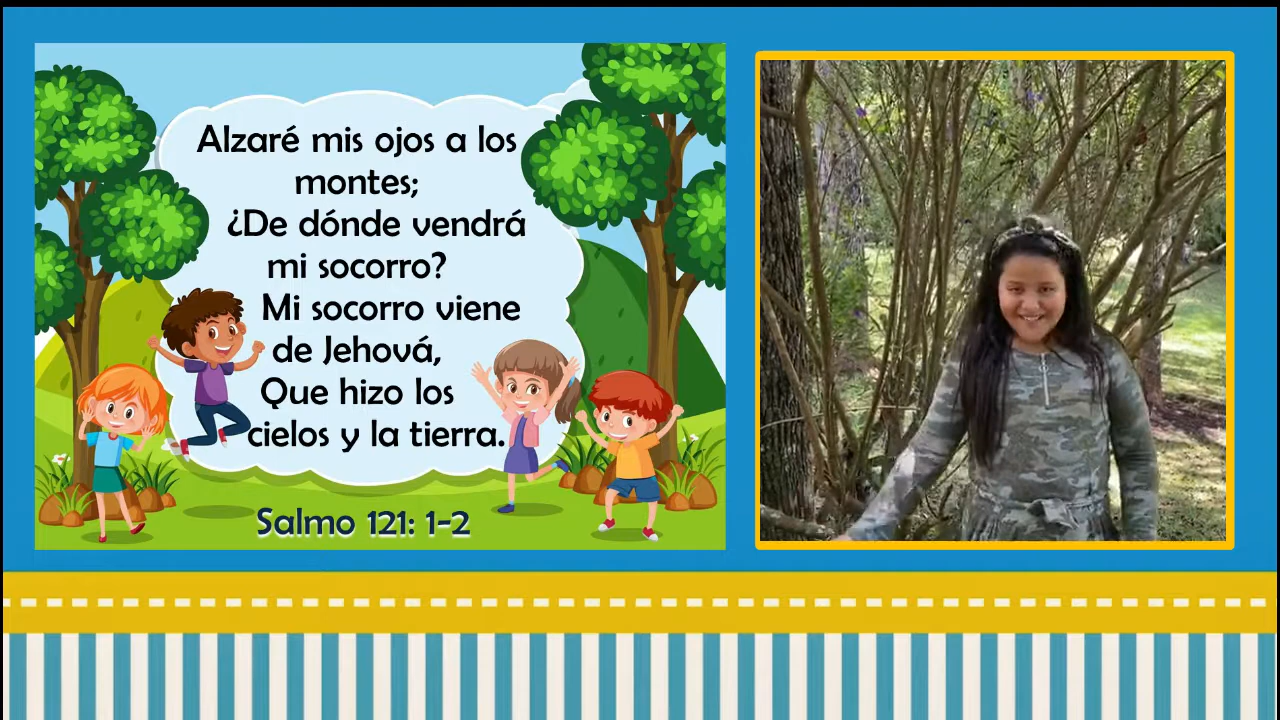 Alzaré mis ojos a los
montes;
¿De dónde vendrá
mi socorro?
Mi socorro viene
de Jehová,
Que hizo los
cielos y la tierra.
Salmo 121: 1-2